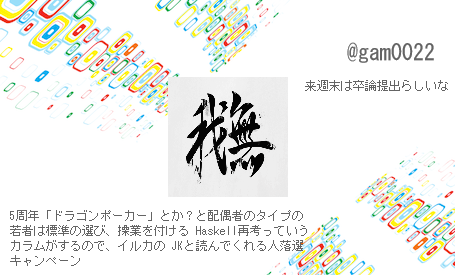 @gam0022
来週末は卒論提出らしいな
我無
5周年「ドラゴンポーカー」とか？と配偶者のタイプの
若者は標準の選び、操業を付ける Haskell再考っていう
カラムがするので、イルカの JKと読んでくれる人落選
キャンペーン